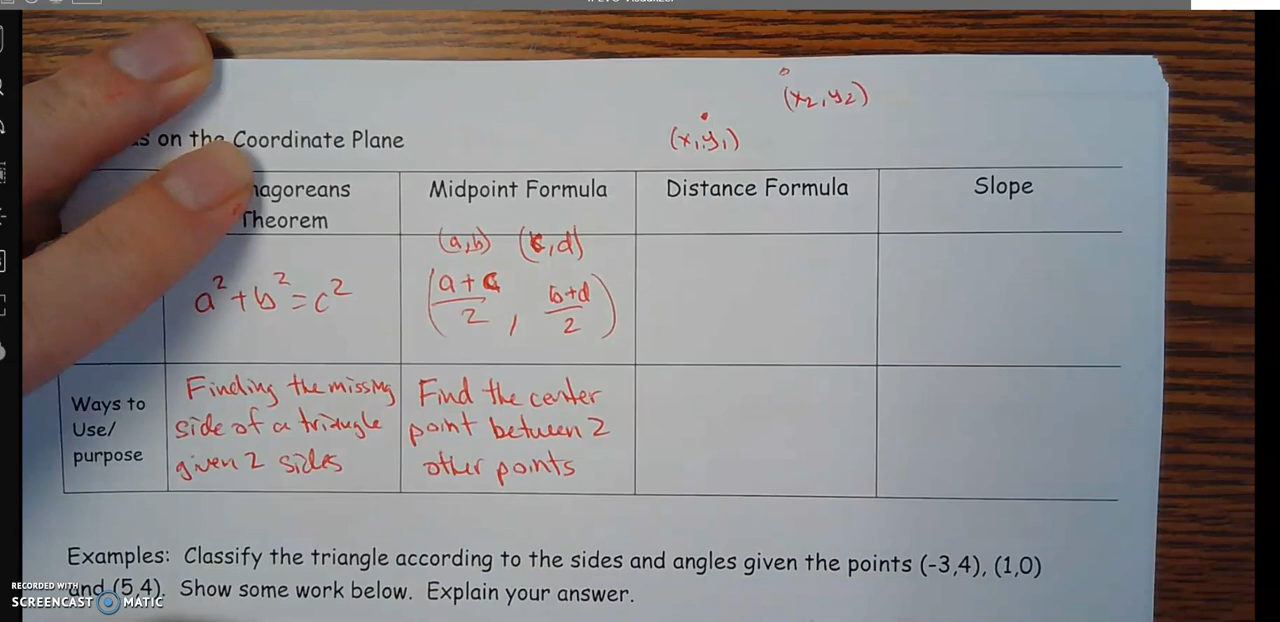 (x2,y2)
(x1,y1)
on the Coordinate Plane
Theorem
Midpoint Formula
Distance Formula
Slope
(a,b) (c,d)
a²+b²=c²
(a+c/2, b+d/2)
Ways to
Use/
purpose
Finding the missing
side of a triangle
given 2 sides
Find the center
point between 2
other points
Examples: Classify the triangle according to the sides and angles given the points (-3,4), (1,0)
and (5,4). Show some work below. Explain your answer.
RECORDED WITH
SCREENCAST MATIC